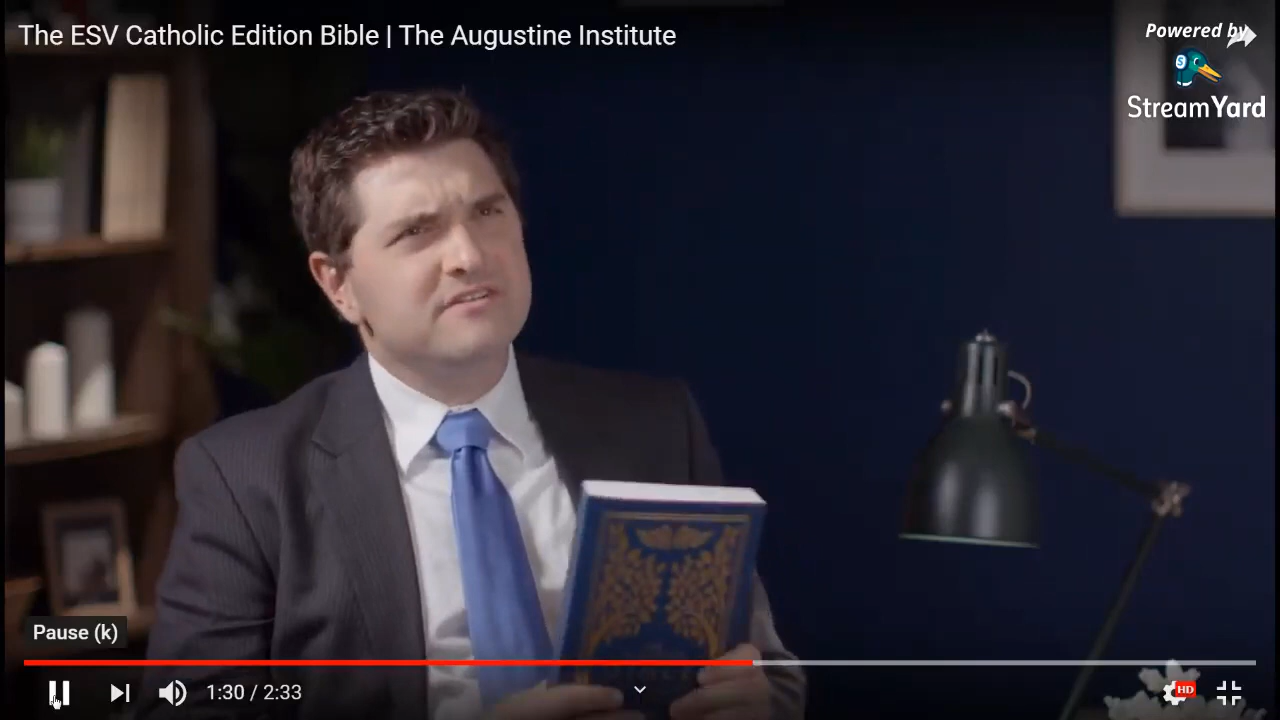 The ESV Catholic Edition Bible | The Augustine Institute
Powered by
StreamYard
Pause (k)
1:30 / 2:33
HD